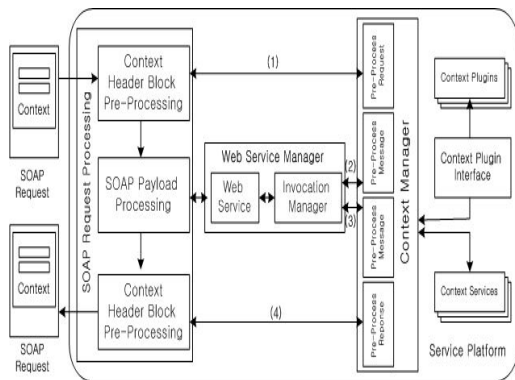 Context
SOAP
Request
Context
SOAP
Request
SOAP Request Processing
Context
Header Block
Pre-Processing
SOAP Payload
Processing
Context
Header Block
Pre-Processing
Web Service Manager
Web
Service
Invocation
Manager
(1)
(2)
(3)
(4)
Pre-Process
Request
Pre-Process
Message
Pre-Process
Message
Pre-Process
Reponse
Context Manager
Context Plugins
Context Plugin
Interface
Context Services
Service Platform